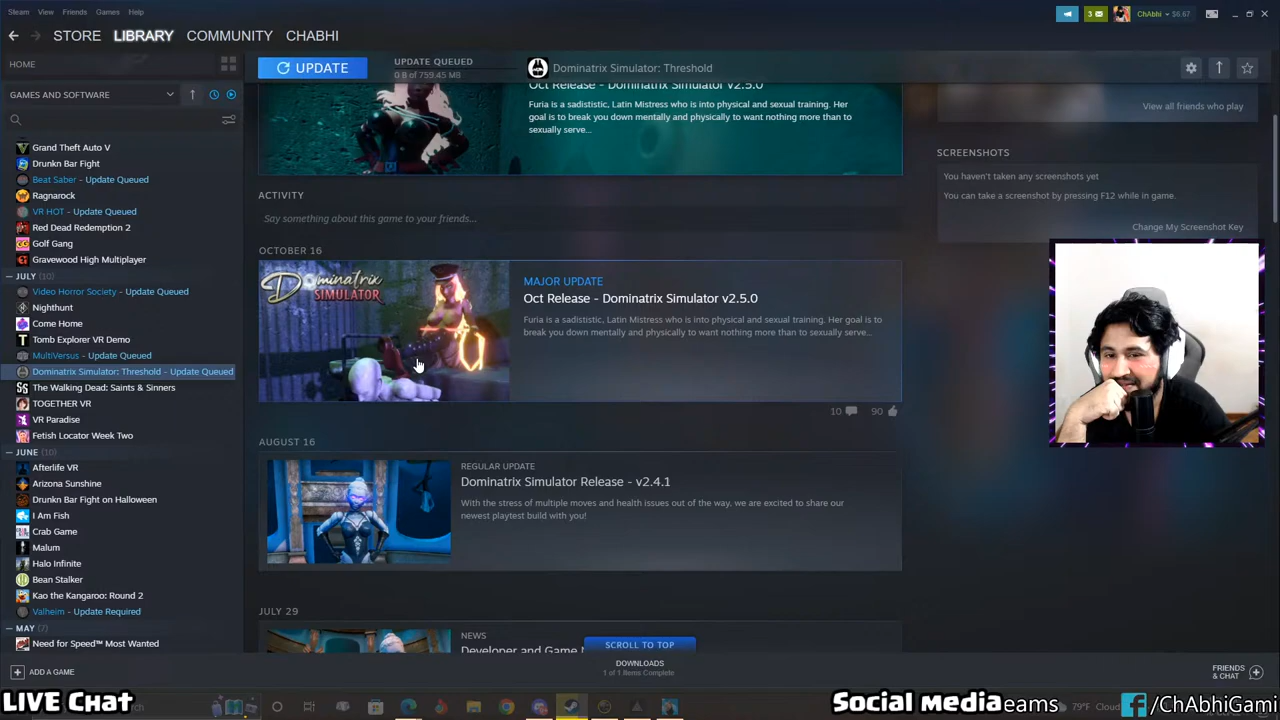 Steam View Friends Games Help
3
ChAbhi
$6.67
STORE LIBRARY COMMUNITY CHABHI
HOME
UPDATE
UPDATE QUEUED
0 B of 759.45 MB
Dominatrix Simulator: Threshold
GAMES AND SOFTWARE
Grand Theft Auto V
Drunkn Bar Fight
Beat Saber - Update Queued
Ragnarock
VR HOT - Update Queued
Red Dead Redemption 2
Golf Gang
Gravewood High Multiplayer
JULY (10)
Video Horror Society - Update Queued
Nighthunt
Come Home
Tomb Explorer VR Demo
MultiVersus - Update Queued
Dominatrix Simulator: Threshold - Update Queued
The Walking Dead: Saints & Sinners
TOGETHER VR
VR Paradise
Fetish Locator Week Two
JUNE (10)
Afterlife VR
Arizona Sunshine
Drunkn Bar Fight on Halloween
I Am Fish
Crab Game
Malum
Halo Infinite
Bean Stalker
Kao the Kangaroo: Round 2
Valheim - Update Required
MAY (7)
Need for Speed™ Most Wanted
ADD A GAME
Oct Release - Dominatrix Simulator v2.5.0
Furia is a sadististic, Latin Mistress who is into physical and sexual training. Her
goal is to break you down mentally and physically to want nothing more than to
sexually serve...
ACTIVITY
Say something about this game to your friends...
OCTOBER 16
Dominatrix
SIMULATOR
MAJOR UPDATE
Oct Release - Dominatrix Simulator v2.5.0
Furia is a sadististic, Latin Mistress who is into physical and sexual training. Her goal is to
break you down mentally and physically to want nothing more than to sexually serve...
10
90
AUGUST 16
REGULAR UPDATE
Dominatrix Simulator Release - v2.4.1
With the stress of multiple moves and health issues out of the way, we are excited to share our
newest playtest build with you!
JULY 29
NEWS
Developer and Game
SCROLL TO TOP
DOWNLOADS
1 of 1 Items Complete
View all friends who play
SCREENSHOTS
You haven't taken any screenshots yet
You can take a screenshot by pressing F12 while in game.
Change My Screenshot Key
FRIENDS
& CHAT
LIVE Chat
Social Media
eams
/ChAbhiGami
79°F Cloud